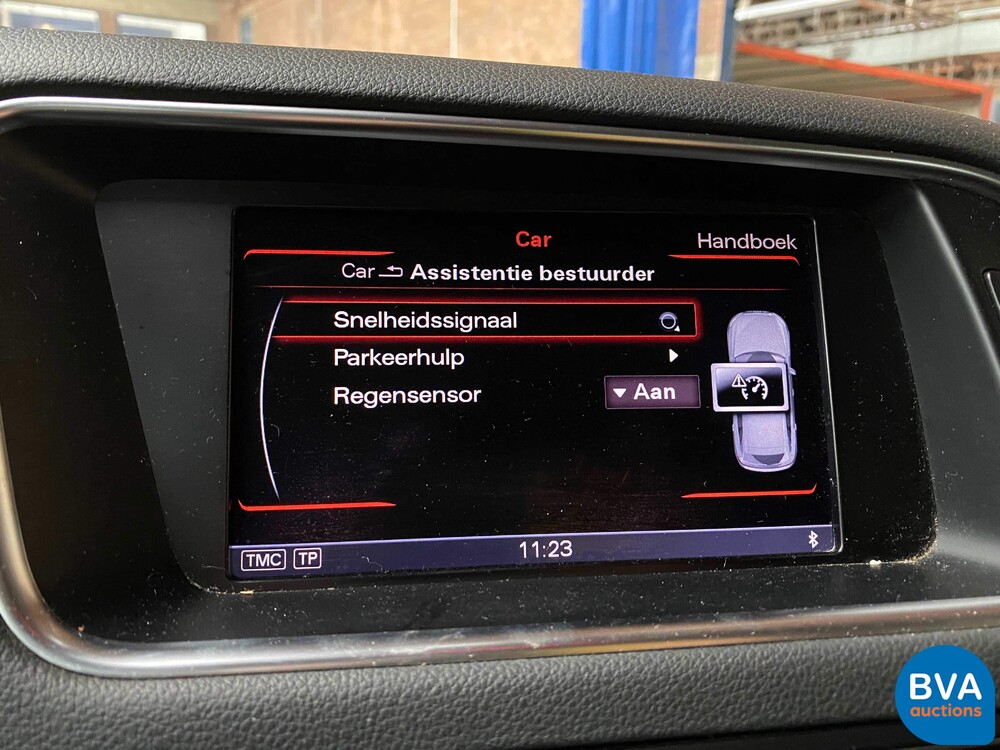 Car
Handboek
Car Assistentie bestuurder
Snelheidssignaal
Parkeerhulp
Regensensor
Aan
TMC TP
11:23
BVA
auctions